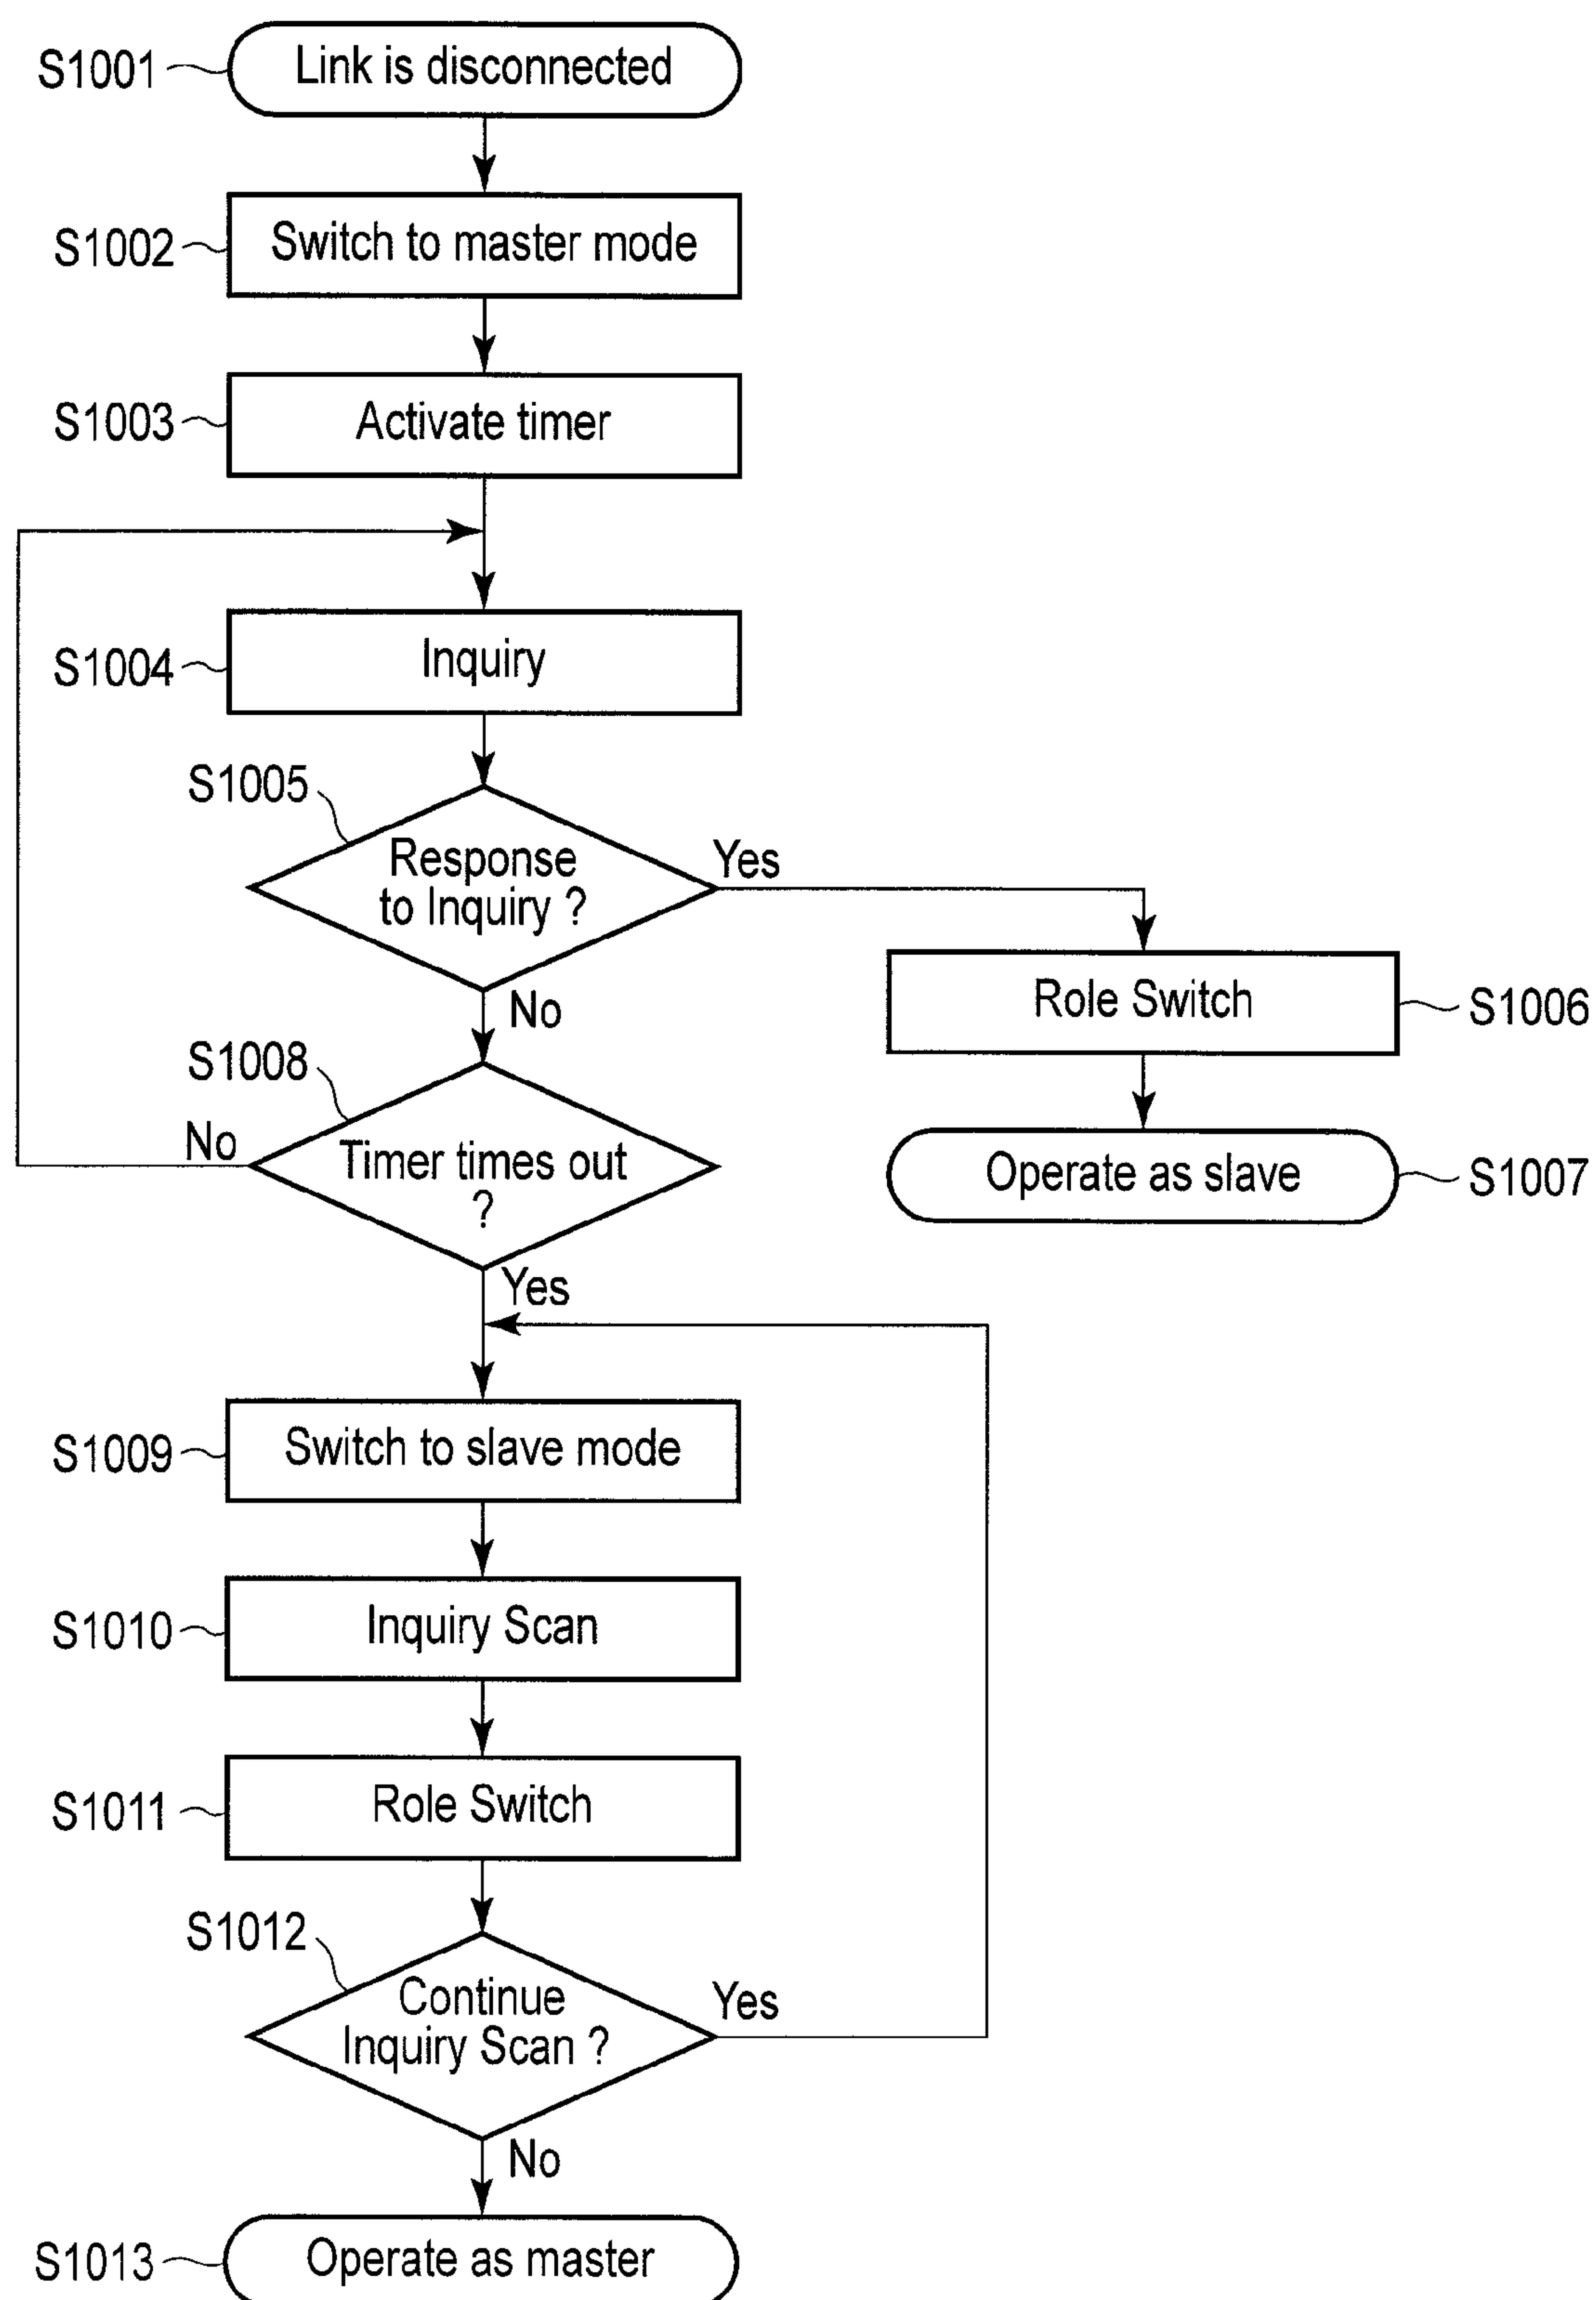 S1001
Link is disconnected
S1002
Switch to master mode
S1003
Activate timer
S1004
Inquiry
S1005
Response
to Inquiry ?
Yes
No
Role Switch
S1006
S1008
Timer times out
?
No
Yes
Operate as slave
S1007
S1009
Switch to slave mode
S1010
Inquiry Scan
S1011
Role Switch
S1012
Continue
Inquiry Scan ?
Yes
No
S1013
Operate as master